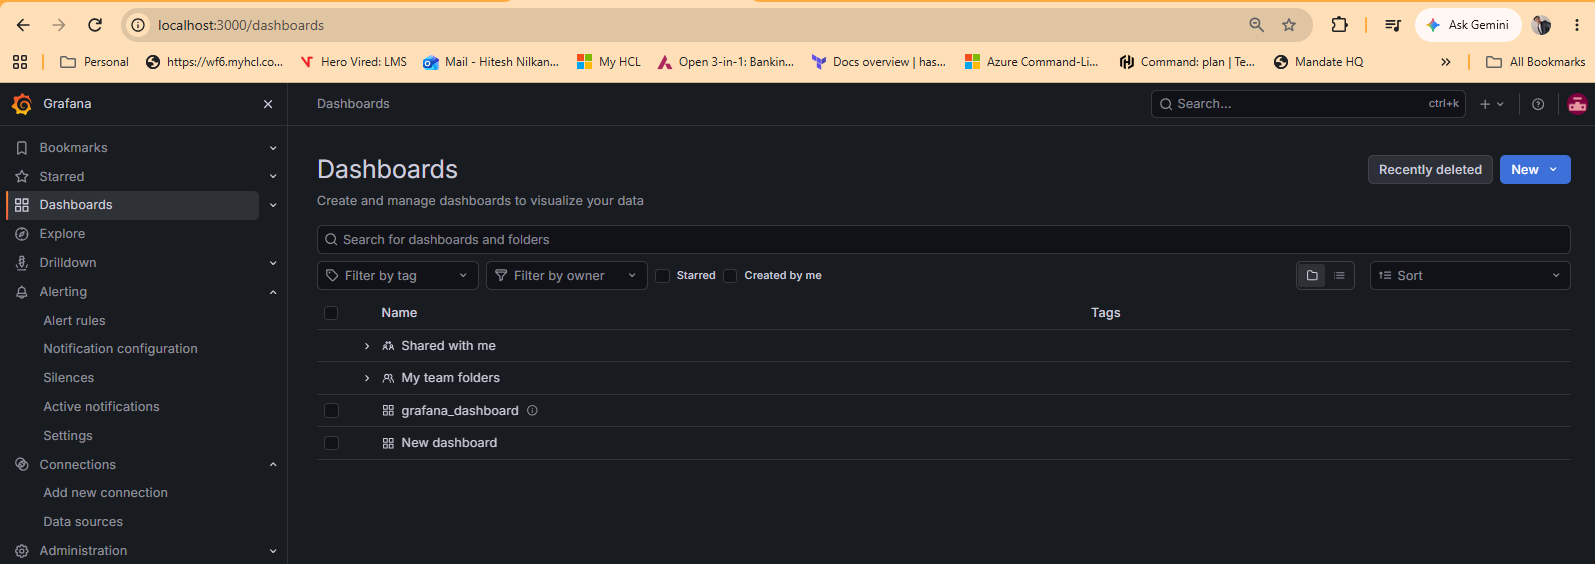 localhost:3000/dashboards
Ask Gemini
Personal
https://wf6.myhcl.co...
Hero Vired: LMS
Mail - Hitesh Nilkan...
My HCL
Open 3-in-1: Bankin...
Docs overview | has...
Azure Command-Li...
Command: plan | Te...
Mandate HQ
»
All Bookmarks
Grafana
Dashboards
Search...
ctrl+k
Bookmarks
Starred
Dashboards
Explore
Drilldown
Alerting
Alert rules
Notification configuration
Silences
Active notifications
Settings
Connections
Add new connection
Data sources
Administration
Dashboards
Recently deleted
New
Create and manage dashboards to visualize your data
Search for dashboards and folders
Filter by tag
Filter by owner
Starred
Created by me
Sort
Name
Tags
Shared with me
My team folders
grafana_dashboard
New dashboard